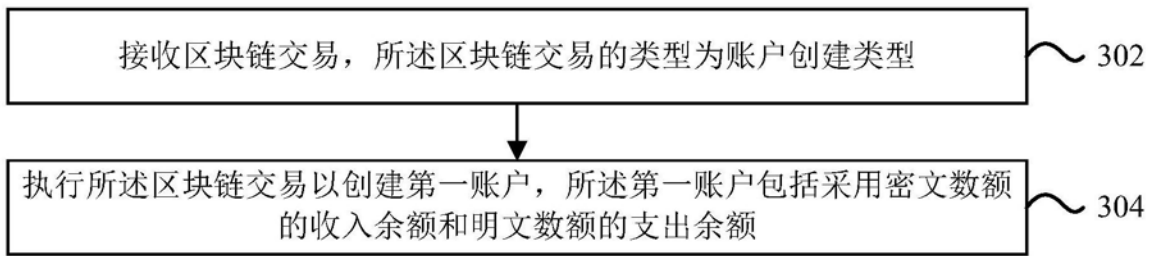 接收区块链交易，所述区块链交易的类型为账户创建类型
302
执行所述区块链交易以创建第一账户，所述第一账户包括采用密文数额
的收入余额和明文数额的支出余额
304